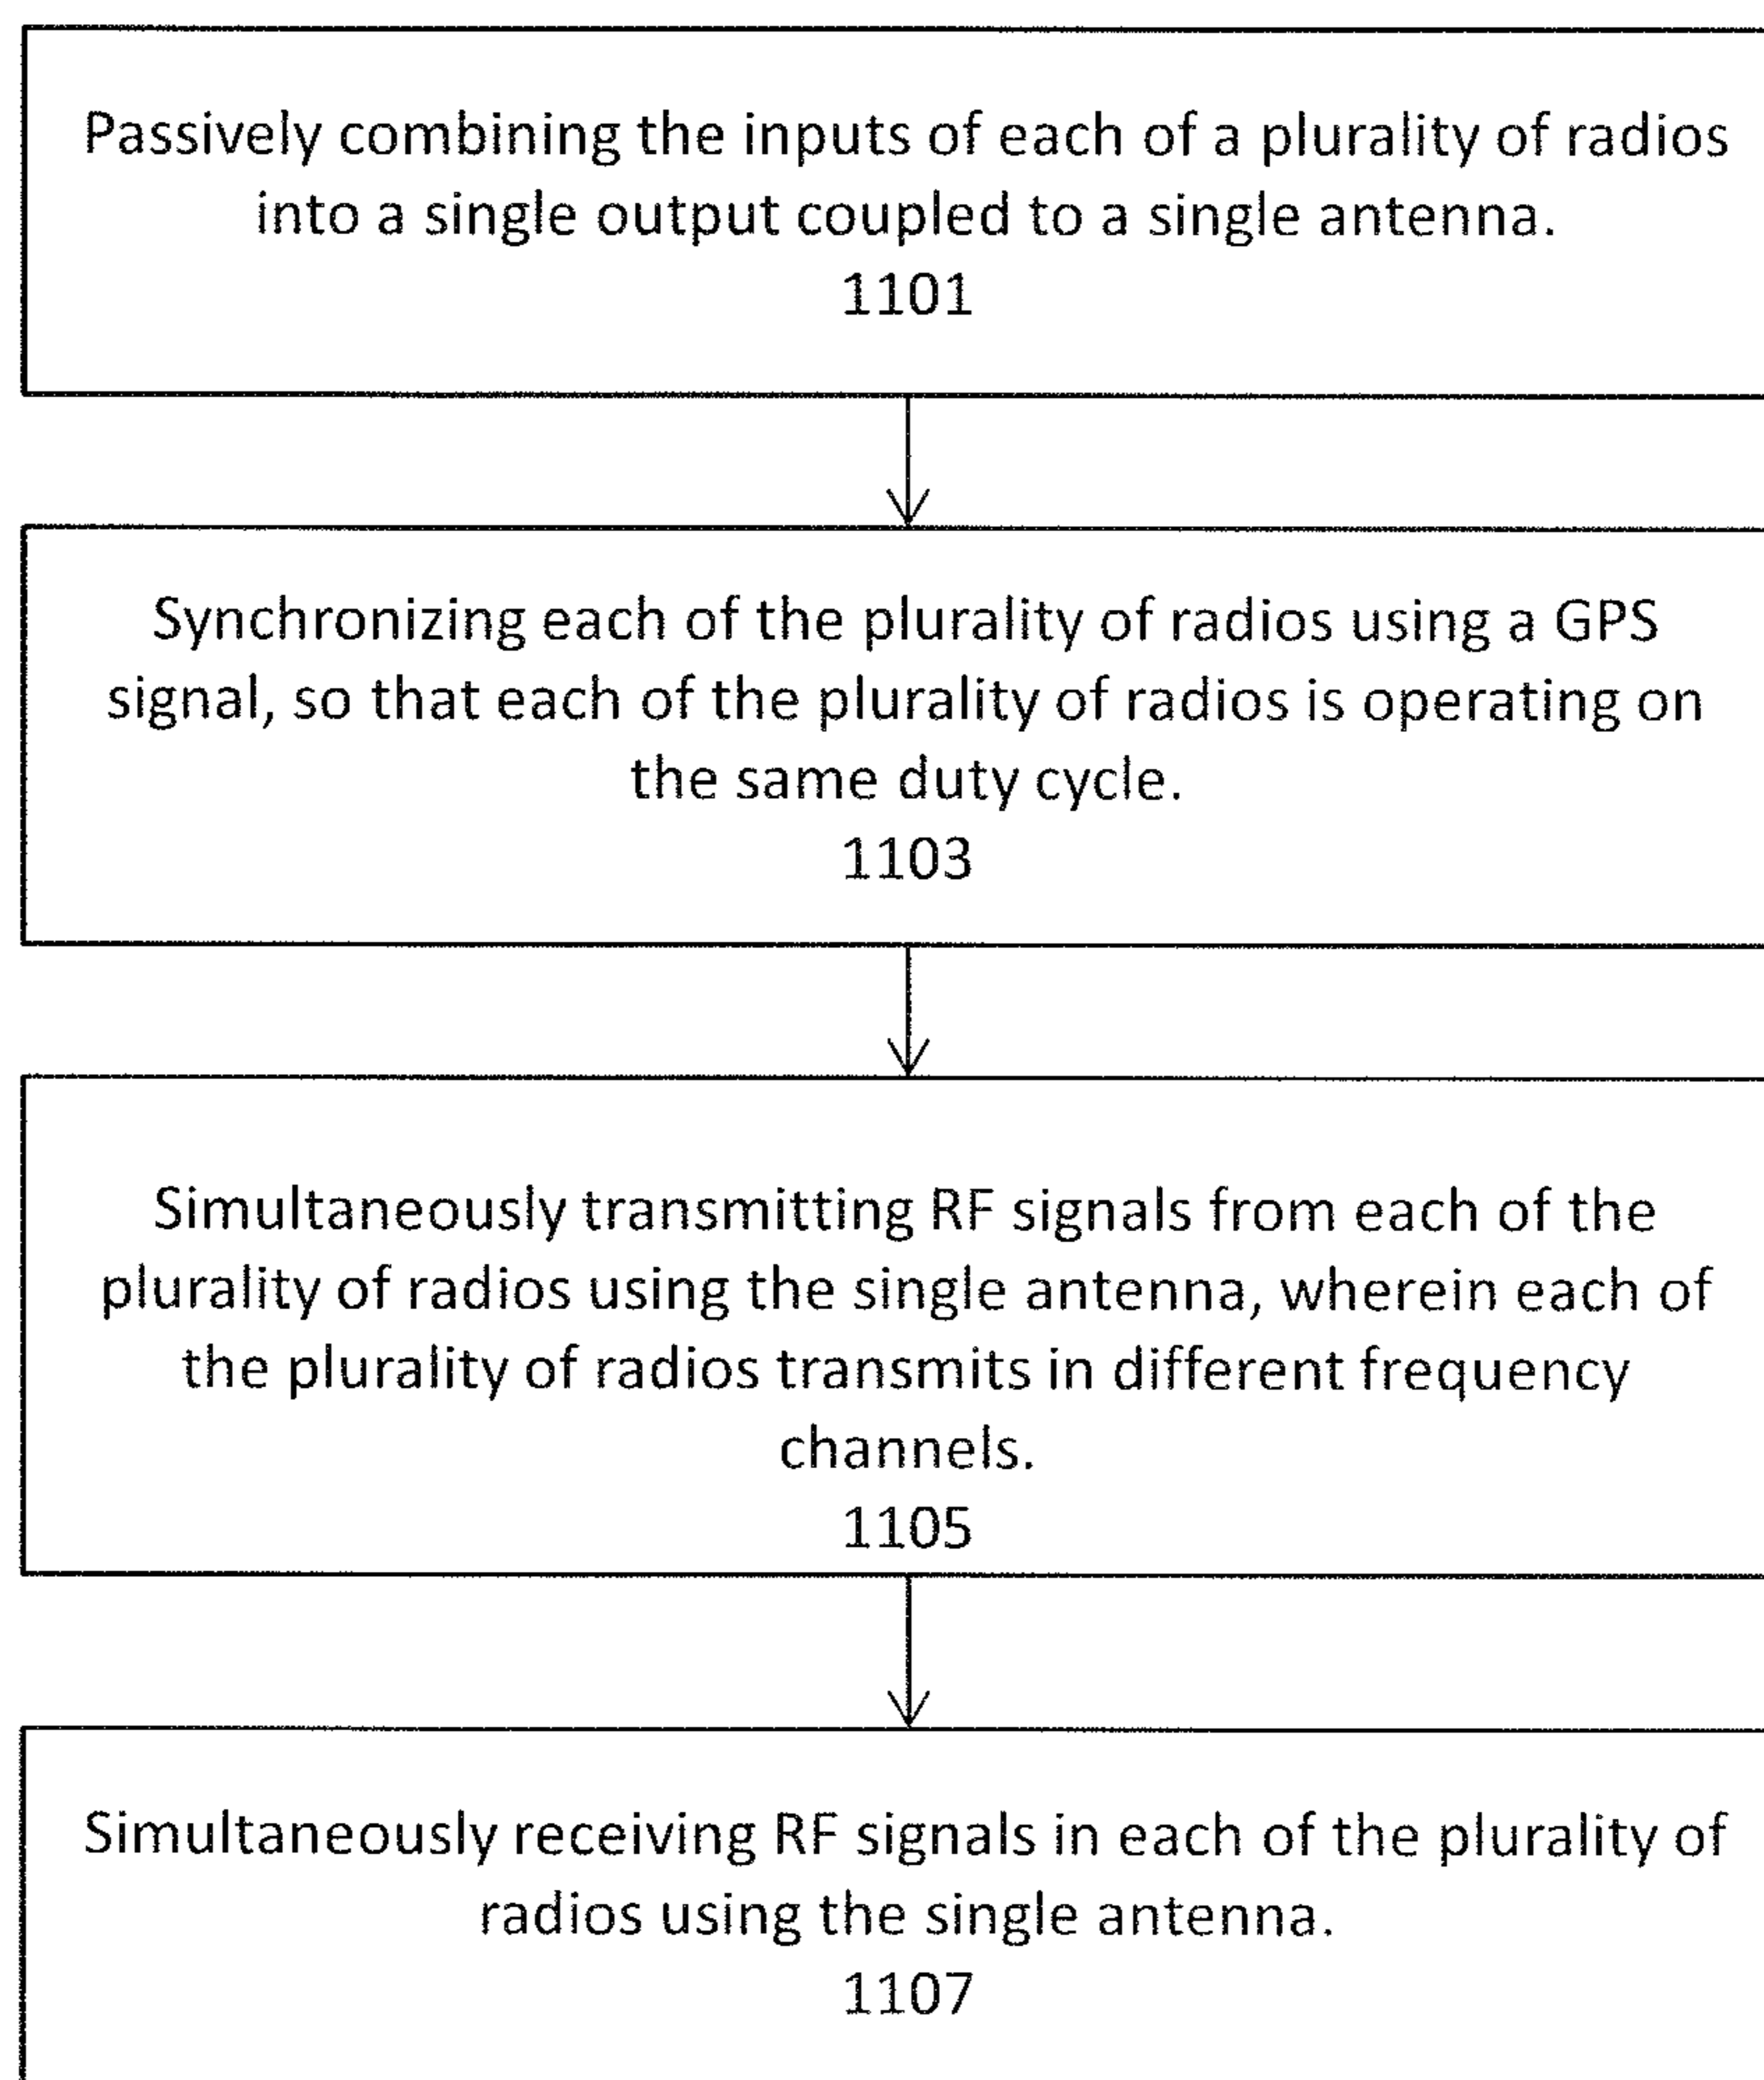 Passively combining the inputs of each of a plurality of radios
into a single output coupled to a single antenna.
1101
Synchronizing each of the plurality of radios using a GPS
signal, so that each of the plurality of radios is operating on
the same duty cycle.
1103
Simultaneously transmitting RF signals from each of the
plurality of radios using the single antenna, wherein each of
the plurality of radios transmits in different frequency
channels.
1105
Simultaneously receiving RF signals in each of the plurality of
radios using the single antenna.
1107